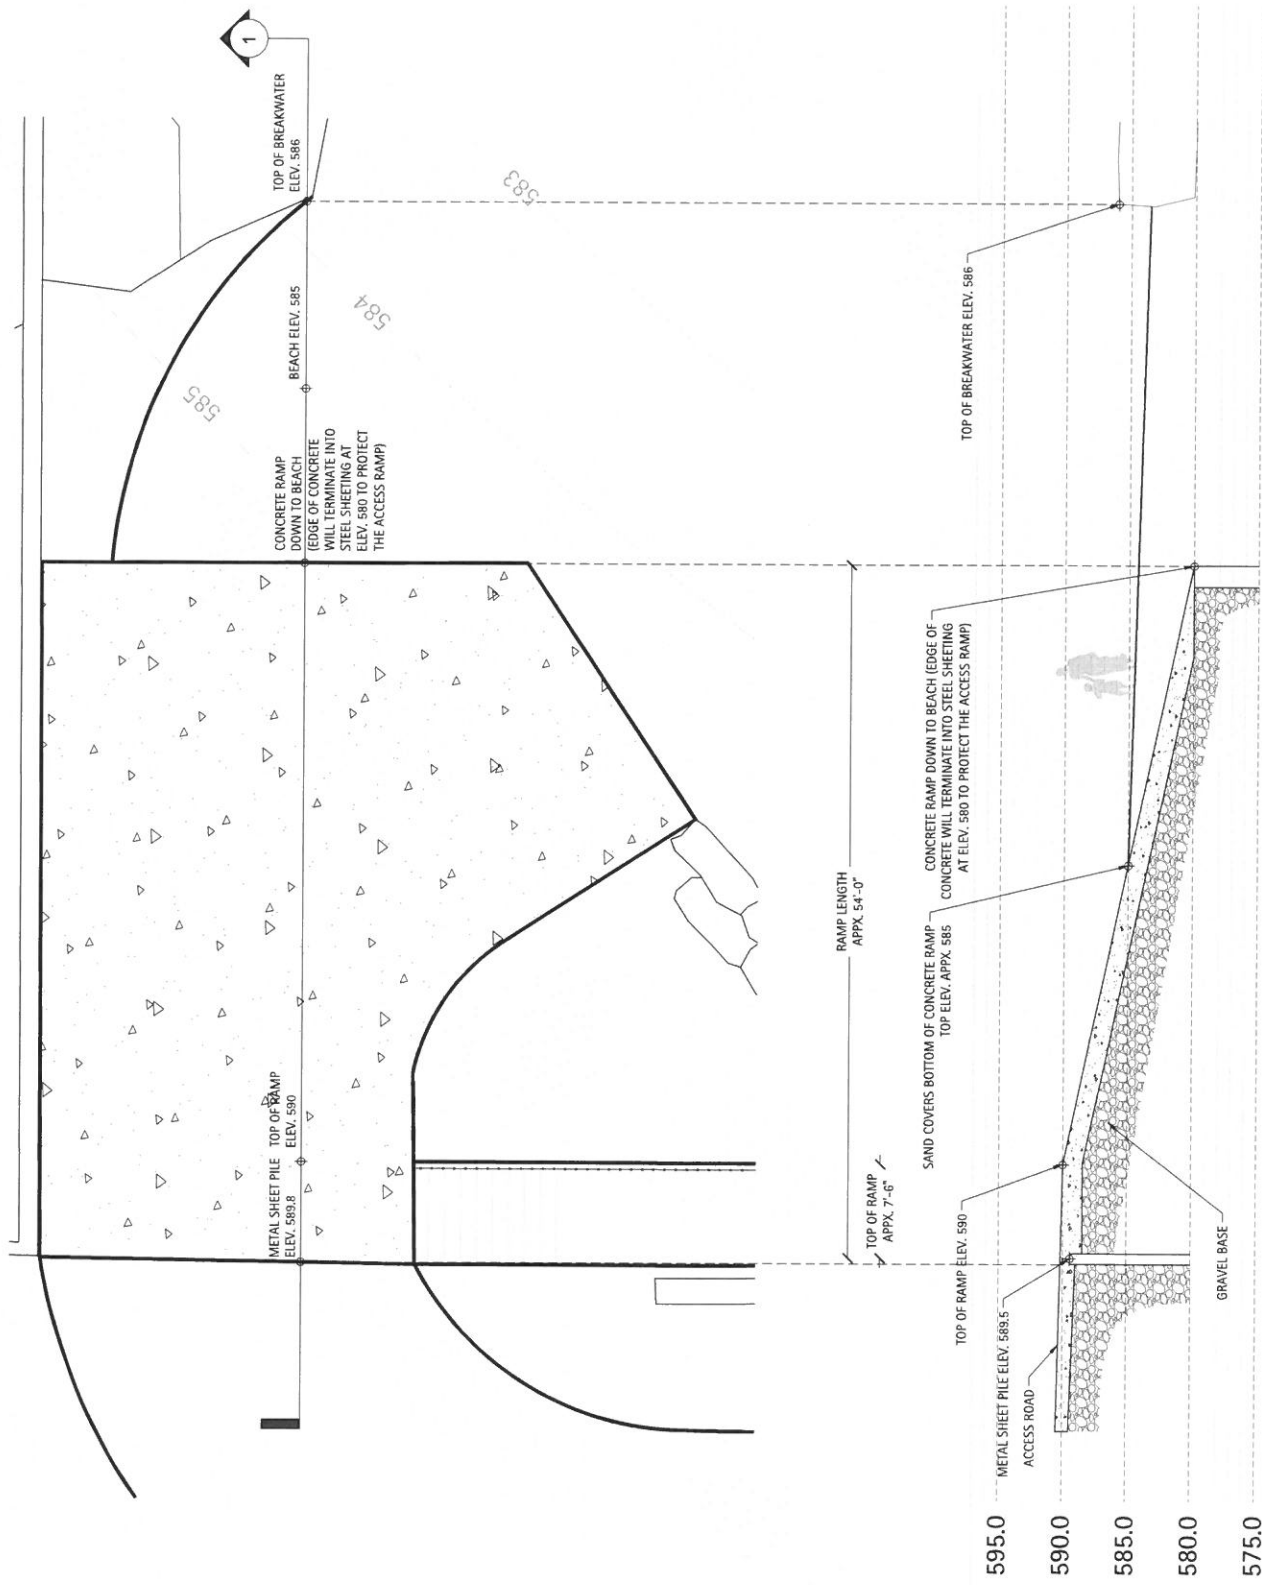 1
TOP OF BREAKWATER
ELEV. 586
583
BEACH ELEV. 585
584
585
CONCRETE RAMP
DOWN TO BEACH
(EDGE OF CONCRETE
WILL TERMINATE INTO
STEEL SHEETING AT
ELEV. 580 TO PROTECT
THE ACCESS RAMP)
TOP OF RAMP
ELEV. 590
METAL SHEET PILE
ELEV. 589.8
RAMP LENGTH
APPX. 54'-0"
TOP OF RAMP
APPX. 7'-6"
TOP OF BREAKWATER ELEV. 586
CONCRETE RAMP DOWN TO BEACH (EDGE OF
CONCRETE WILL TERMINATE INTO STEEL SHEETING
AT ELEV. 580 TO PROTECT THE ACCESS RAMP)
SAND COVERS BOTTOM OF CONCRETE RAMP
TOP ELEV. APPX. 585
TOP OF RAMP ELEV. 590
METAL SHEET PILE ELEV. 589.5
ACCESS ROAD
GRAVEL BASE
595.0
590.0
585.0
580.0
575.0